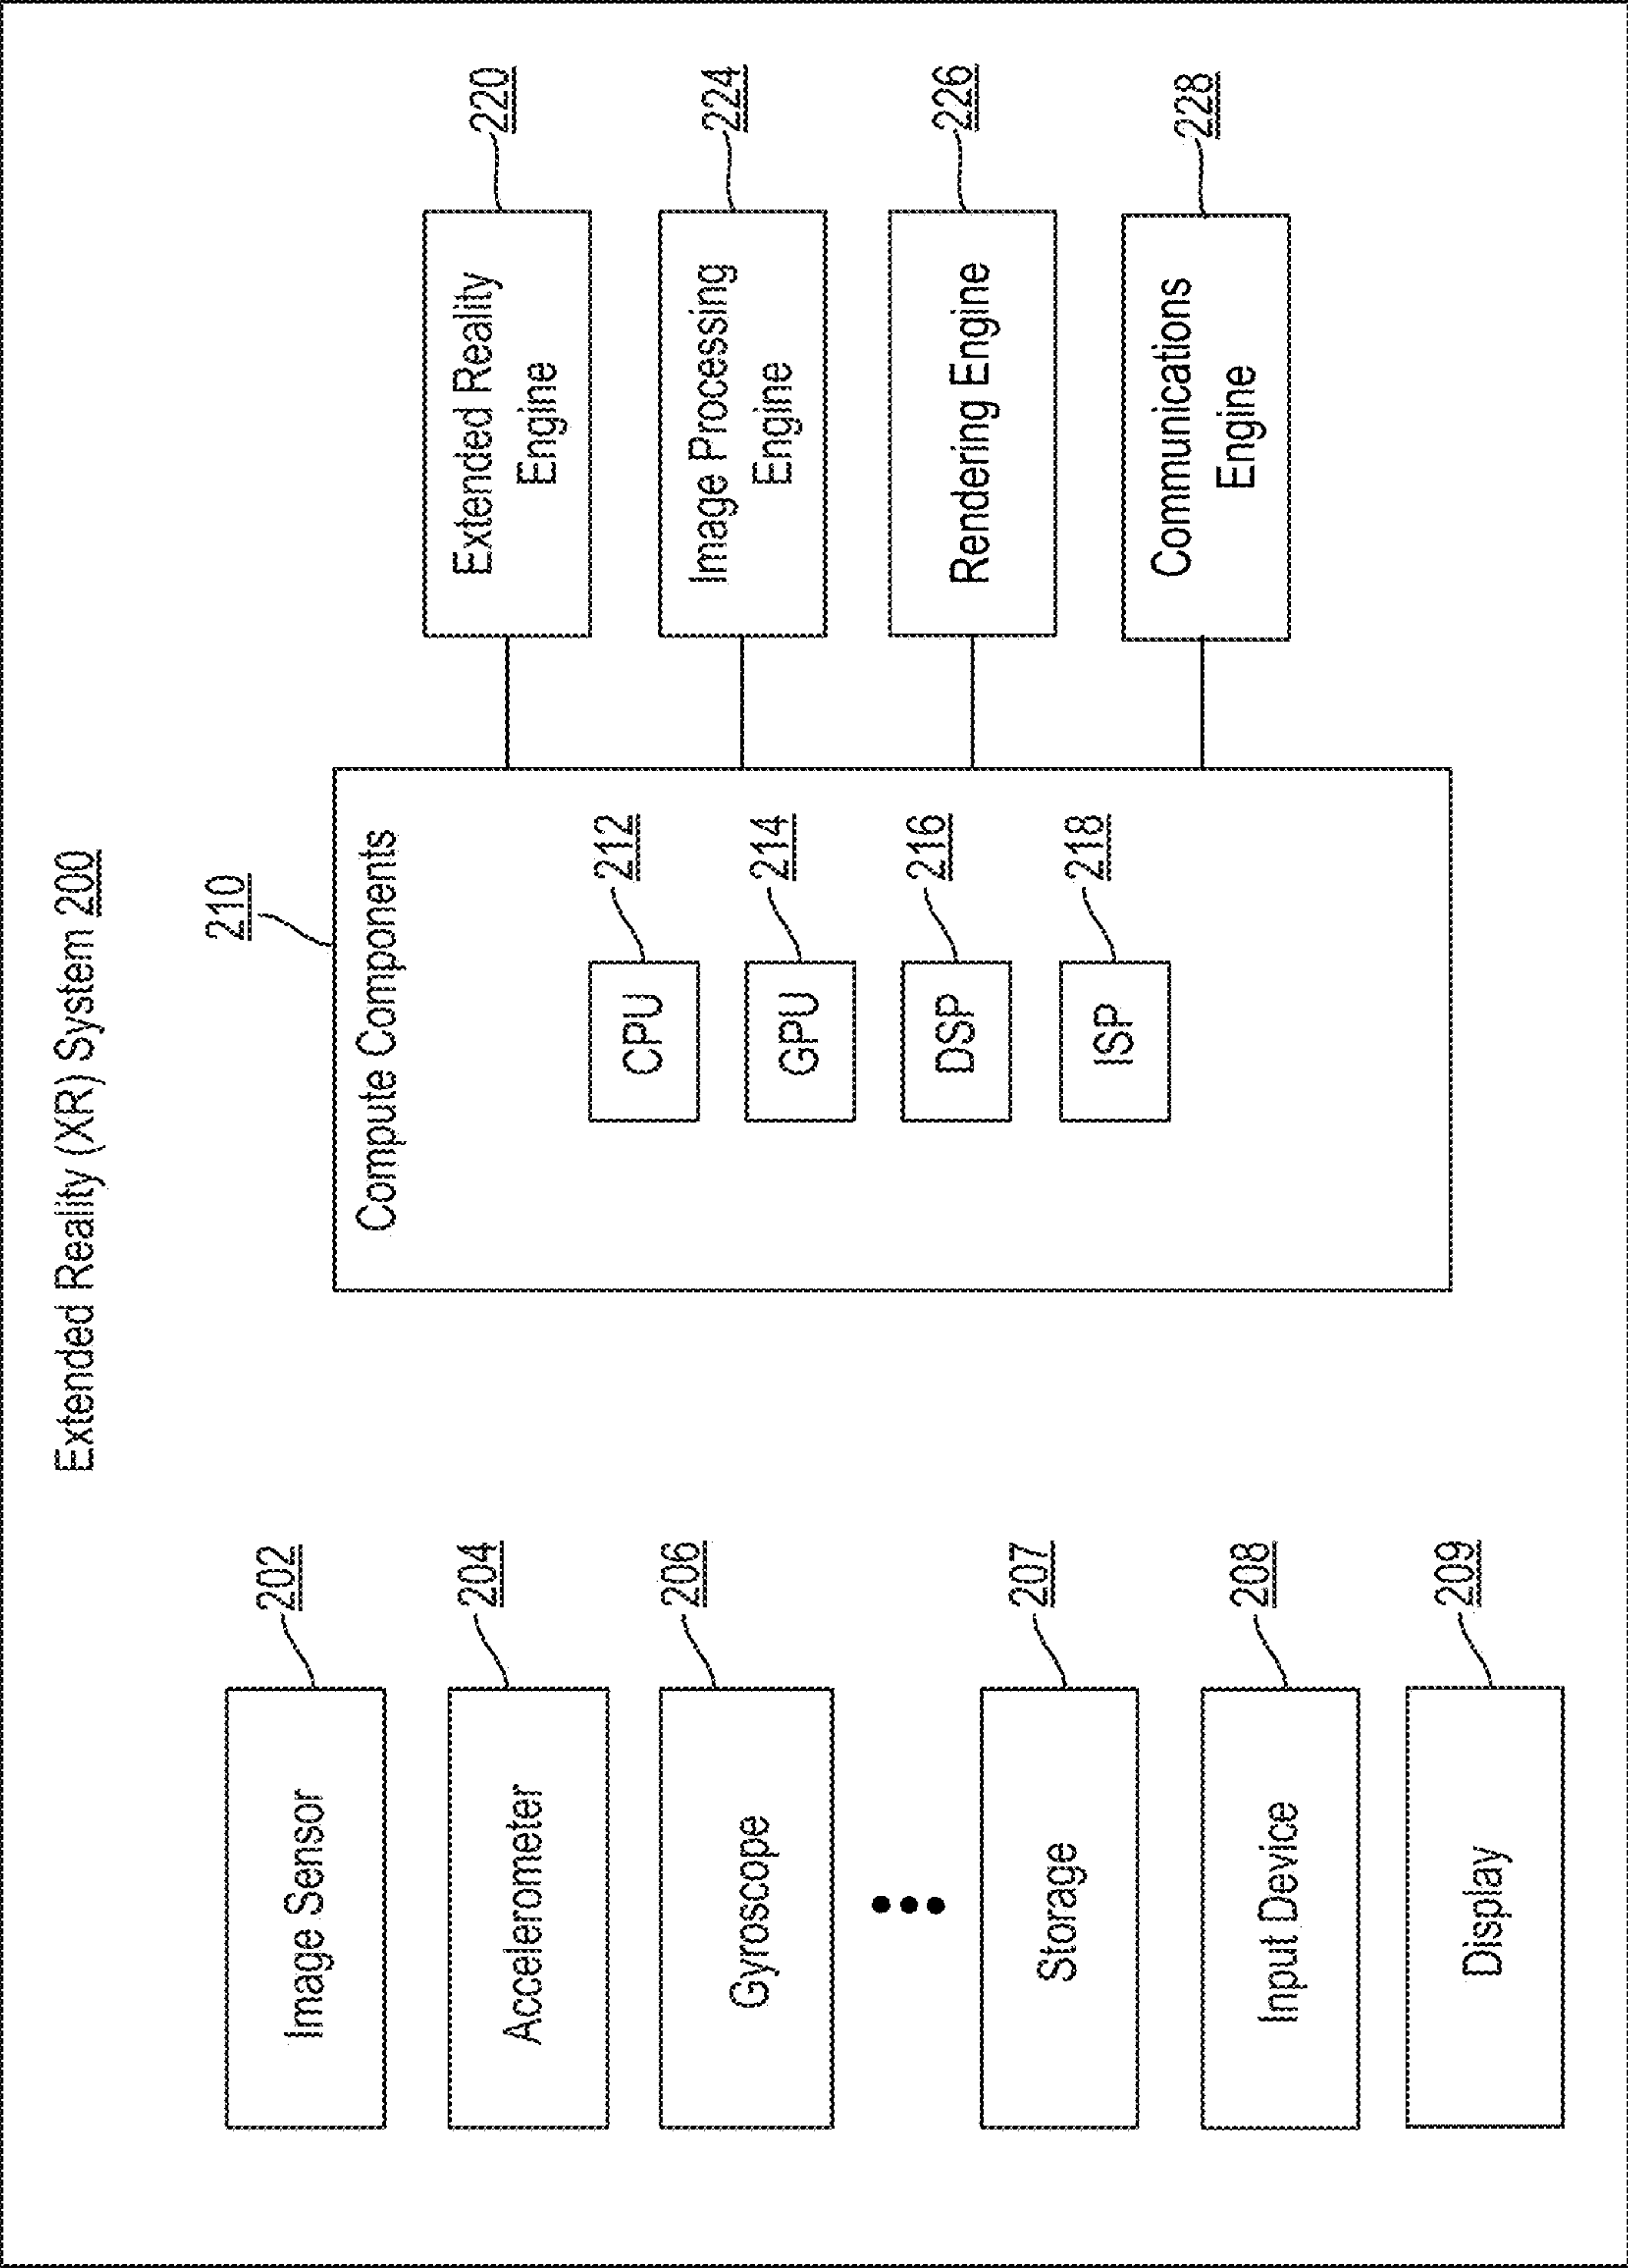 Extended Reality (XR) System 200
Image Sensor
202
Accelerometer
204
Gyroscope
206
Storage
207
Input Device
208
Display
209
210
Compute Components
CPU
212
GPU
214
DSP
216
ISP
218
Extended Reality
Engine
220
Image Processing
Engine
224
Rendering Engine
226
Communications
Engine
228